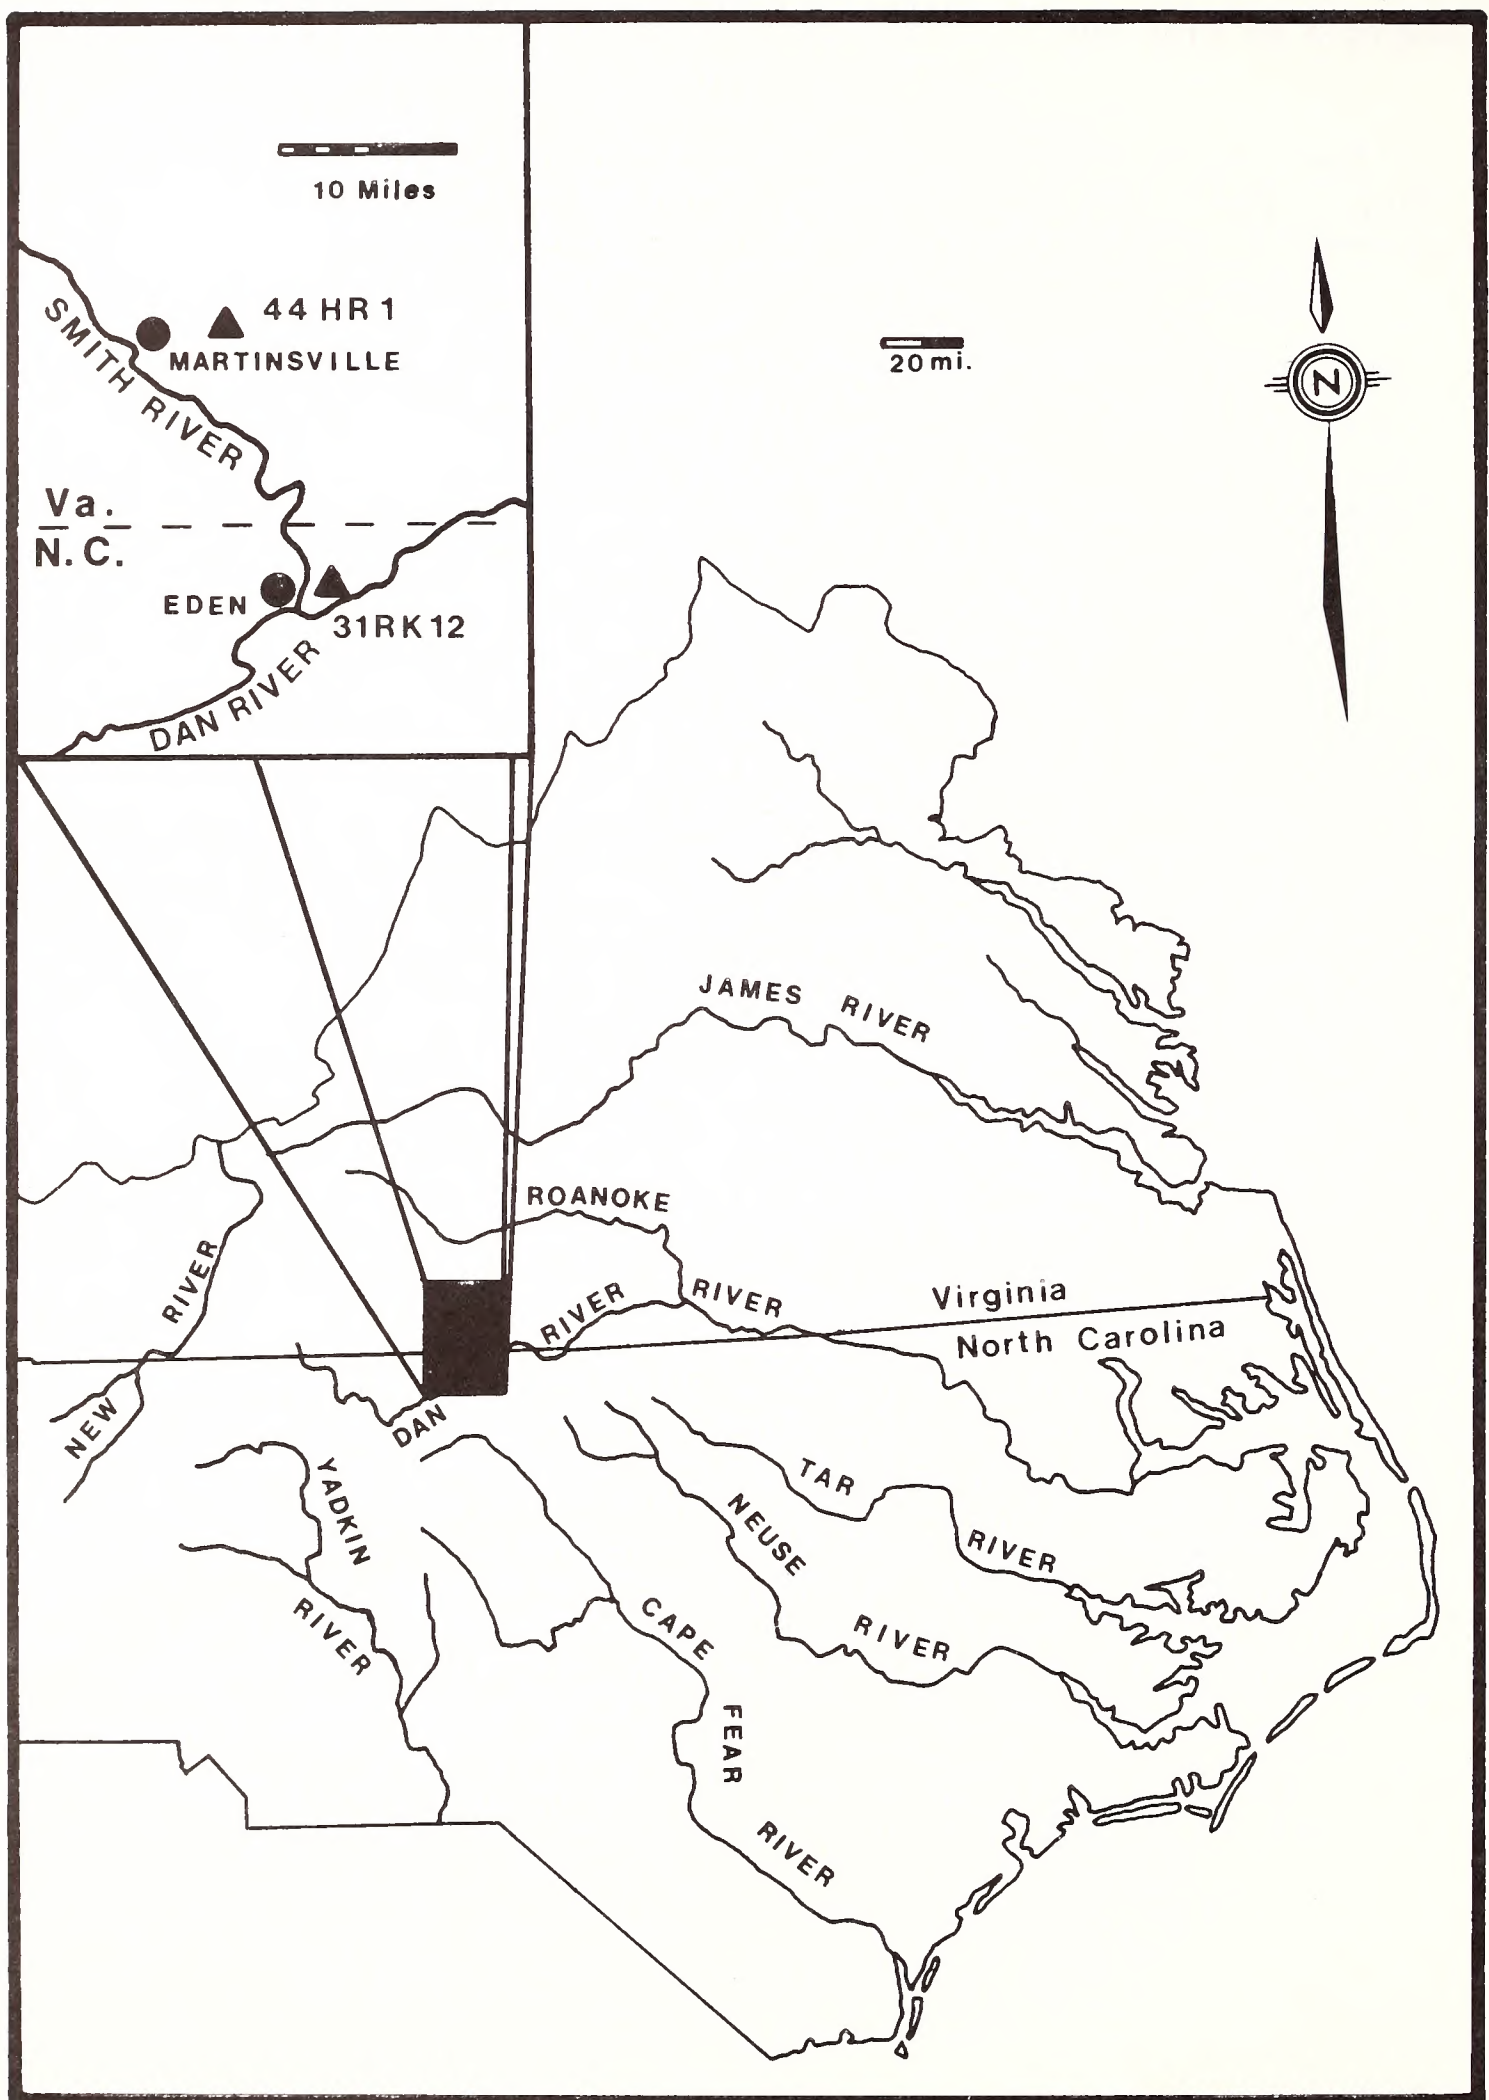 10 Miles
44 HR 1
MARTINSVILLE
SMITH RIVER
Va.
N.C.
EDEN
31RK12
DAN RIVER
20 mi.
N
JAMES RIVER
ROANOKE
RIVER
RIVER
RIVER
Virginia
North Carolina
NEW
DAN
YADKIN
RIVER
TAR
RIVER
NEUSE
RIVER
CAPE
FEAR
RIVER